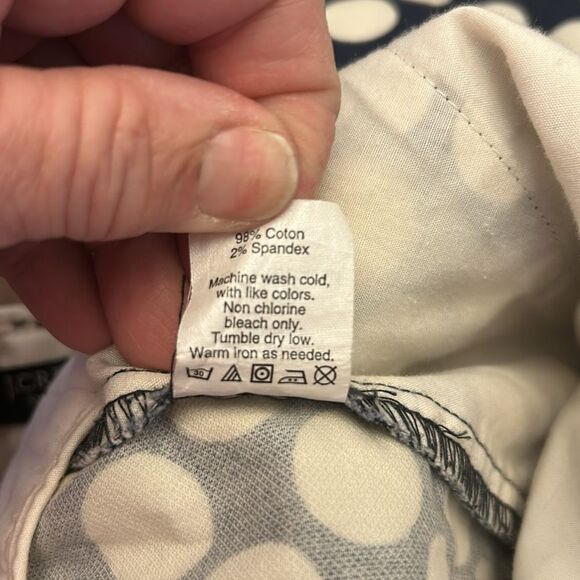 98% Coton
2% Spandex
Machine wash cold,
with like colors.
Non chlorine
bleach only.
Tumble dry low.
Warm iron as needed.
30